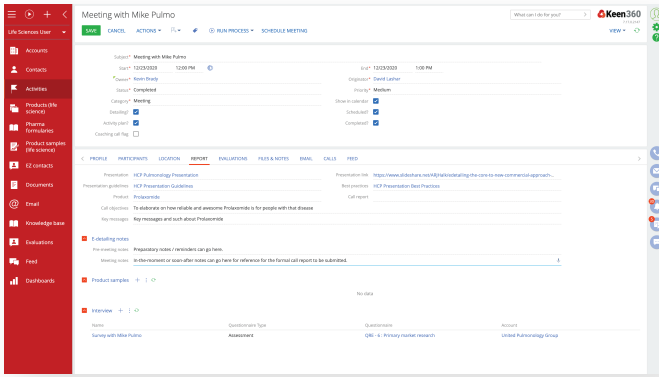 Meeting with Mike Pulmo
What can I do for you?
Keen360
SAVE CANCEL ACTIONS RUN PROCESS SCHEDULE MEETING VIEW
Life Sciences User
Accounts
Contacts
Activities
Products (life science)
Pharma formularies
Product samples (life science)
EZ contacts
Documents
Email
Knowledge base
Evaluations
Feed
Dashboards
Subject* Meeting with Mike Pulmo
Start* 12/23/2020 12:00 PM End* 12/23/2020 1:00 PM
Owner* Kevin Brady Originator* David Lashar
Status* Completed Priority* Medium
Category* Meeting Show in calendar
Detailing? Scheduled?
Activity plan? Completed?
Coaching call flag
PROFILE PARTICIPANTS LOCATION REPORT EVALUATIONS FILES & NOTES EMAIL CALLS FEED
Presentation HCP Pulmonology Presentation Presentation link
Presentation guidelines HCP Presentation Guidelines Best practices HCP Presentation Best Practices
Product Prolaxomide Call report
Call objectives To elaborate on how reliable and awesome Prolaxomide is for people with that disease
Key messages Key messages and such about Prolaxomide
E-detailing notes
Pre-meeting notes Preparatory notes / reminders can go here.
Meeting notes In-the-moment or soon-after notes can go here for reference for the formal call report to be submitted.
Product samples
No data
Interview
Name Questionnaire Type Questionnaire Account
Survey with Mike Pulmo Assessment QRE - 6 : Primary market research United Pulmonology Group